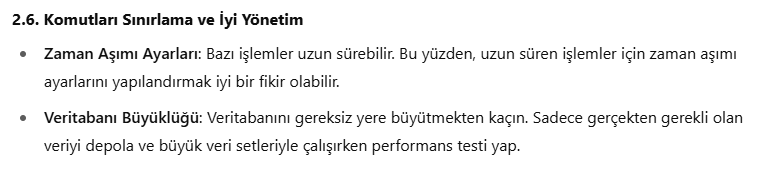 2.6. Komutları Sınırlama ve İyi Yönetim
• Zaman Aşımı Ayarları: Bazı işlemler uzun sürebilir. Bu yüzden, uzun süren işlemler için zaman aşımı
ayarlarını yapılandırmak iyi bir fikir olabilir.
• Veritabanı Büyüklüğü: Veritabanını gereksiz yere büyütmekten kaçın. Sadece gerçekten gerekli olan
veriyi depola ve büyük veri setleriyle çalışırken performans testi yap.